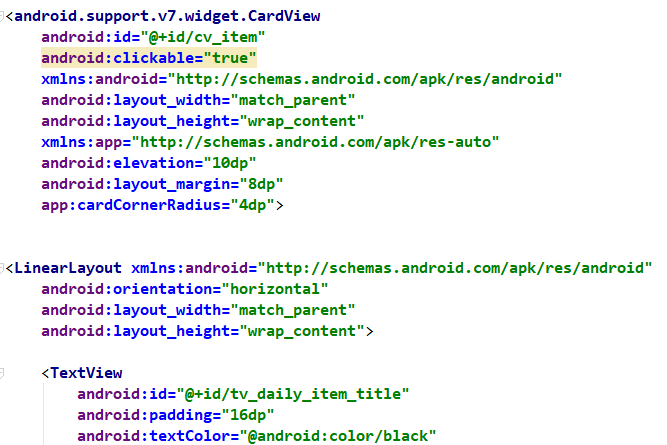 <android.support.v7.widget.CardView
android:id="@+id/cv_item"
android:clickable="true"
xmlns:android="http://schemas.android.com/apk/res/android"
android:layout_width="match_parent"
android:layout_height="wrap_content"
xmlns:app="http://schemas.android.com/apk/res-auto"
android:elevation="10dp"
android:layout_margin="8dp"
app:cardCornerRadius="4dp">
<LinearLayout xmlns:android="http://schemas.android.com/apk/res/android"
android:orientation="horizontal"
android:layout_width="match_parent"
android:layout_height="wrap_content">
<TextView
android:id="@+id/tv_daily_item_title"
android:padding="16dp"
android:textColor="@android:color/black"